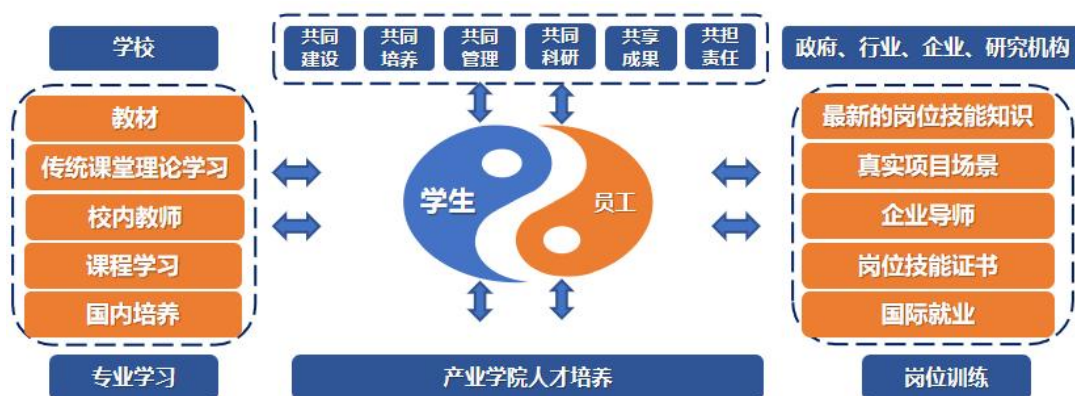 学校
共同
建设
共同
培养
共同
管理
共同
科研
共享
成果
共担
责任
政府、行业、企业、研究机构
教材
传统课堂理论学习
校内教师
课程学习
国内培养
学生
员工
最新的岗位技能知识
真实项目场景
企业导师
岗位技能证书
国际就业
专业学习
产业学院人才培养
岗位训练